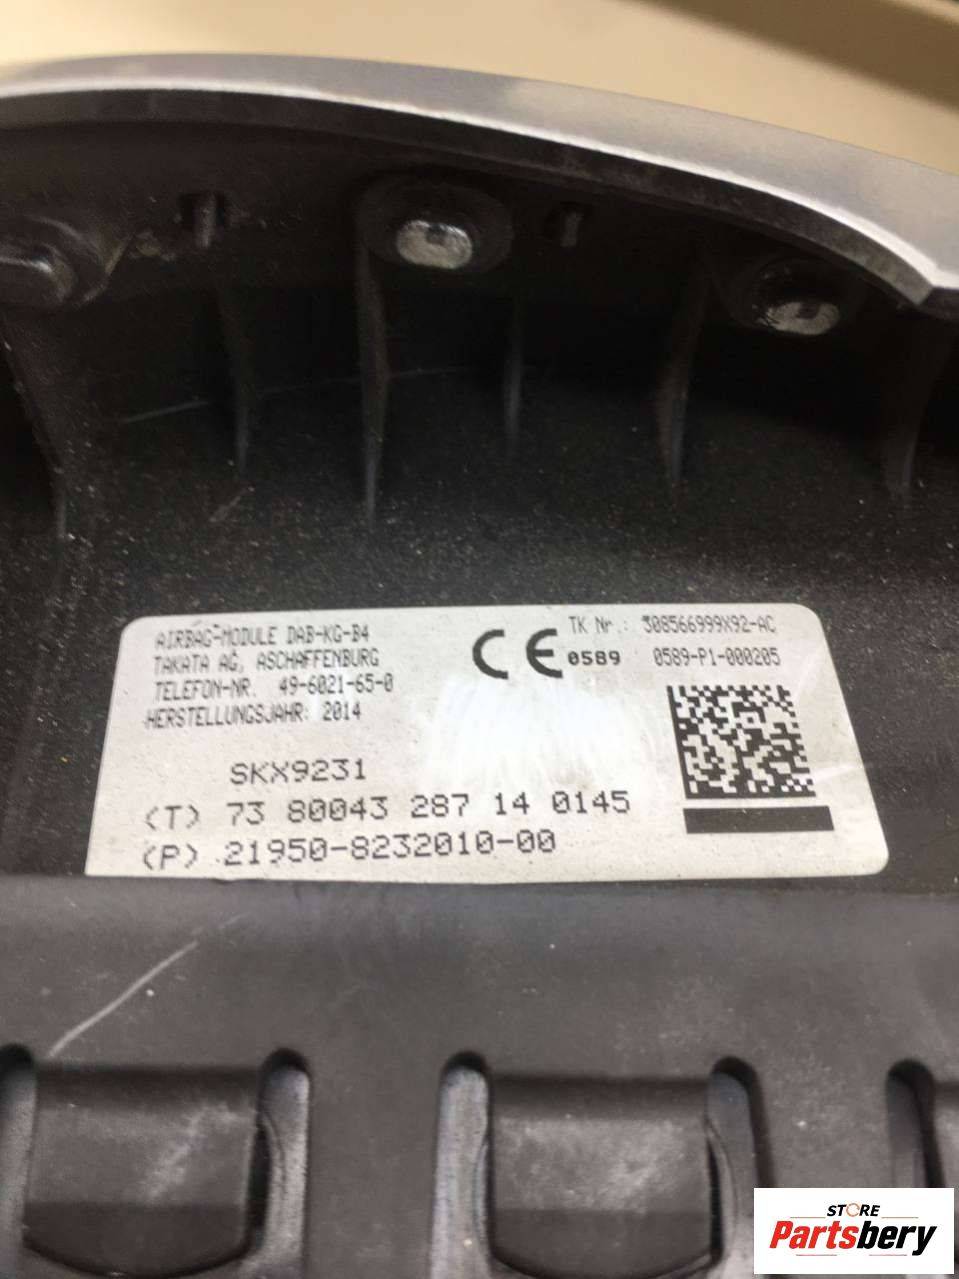 AIRBAG-MODULE DAB-KG-B4
TAKATA AG, ASCHAFFENBURG
TELEFON-NR. 49-6021-65-0
HERSTELLUNGSJAHR: 2014
CE 0589
TK Nr.: 308566999X92-AC
0589-P1-000205
SKX9231
(T) 73 80043 287 14 0145
(P) 21950-8232010-00
STORE
Partsbery